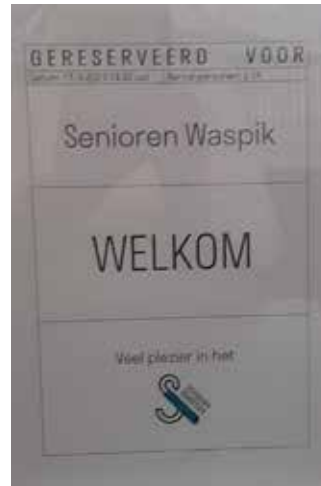 GERESERVEERD VOOR
Senioren Waspik
WELKOM
Veel plezier in het